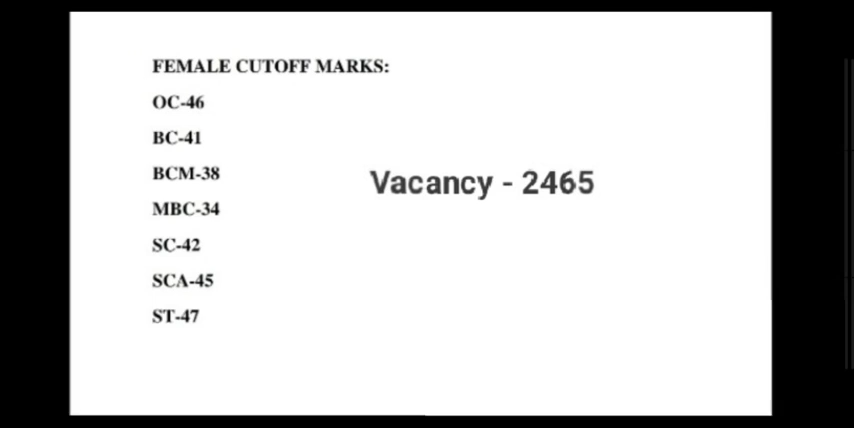 FEMALE CUTOFF MARKS:
OC-46
BC-41
BCM-38
Vacancy - 2465
MBC-34
SC-42
SCA-45
ST-47